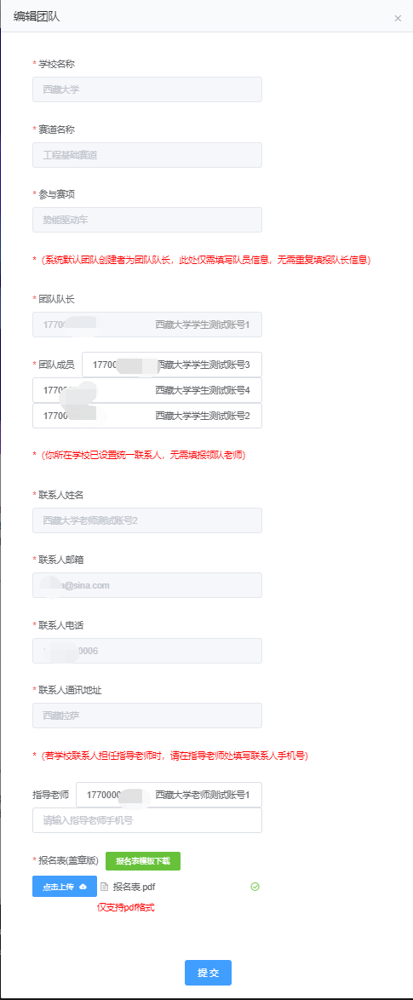 编辑团队
×
* 学校名称
西藏大学
* 赛道名称
工程基础赛道
* 参与赛项
势能驱动车
*（系统默认团队创建者为团队队长，此处仅需填写队员信息，无需重复填报队长信息）
* 团队队长
1770 西藏大学学生测试账号1
* 团队成员 17700 西藏大学学生测试账号3
1770 西藏大学学生测试账号4
1770 西藏大学学生测试账号2
*（你所在学校已设置统一联系人，无需填报领队老师）
* 联系人姓名
西藏大学老师测试账号2
* 联系人邮箱
@sina.com
* 联系人电话
0006
* 联系人通讯地址
西藏拉萨
*（若学校联系人担任指导老师时，请在指导老师处填写联系人手机号）
指导老师 1770000 西藏大学老师测试账号1
请输入指导老师手机号
* 报名表(盖章版) 报名表模板下载
点击上传 报名表.pdf
仅支持pdf格式
提 交